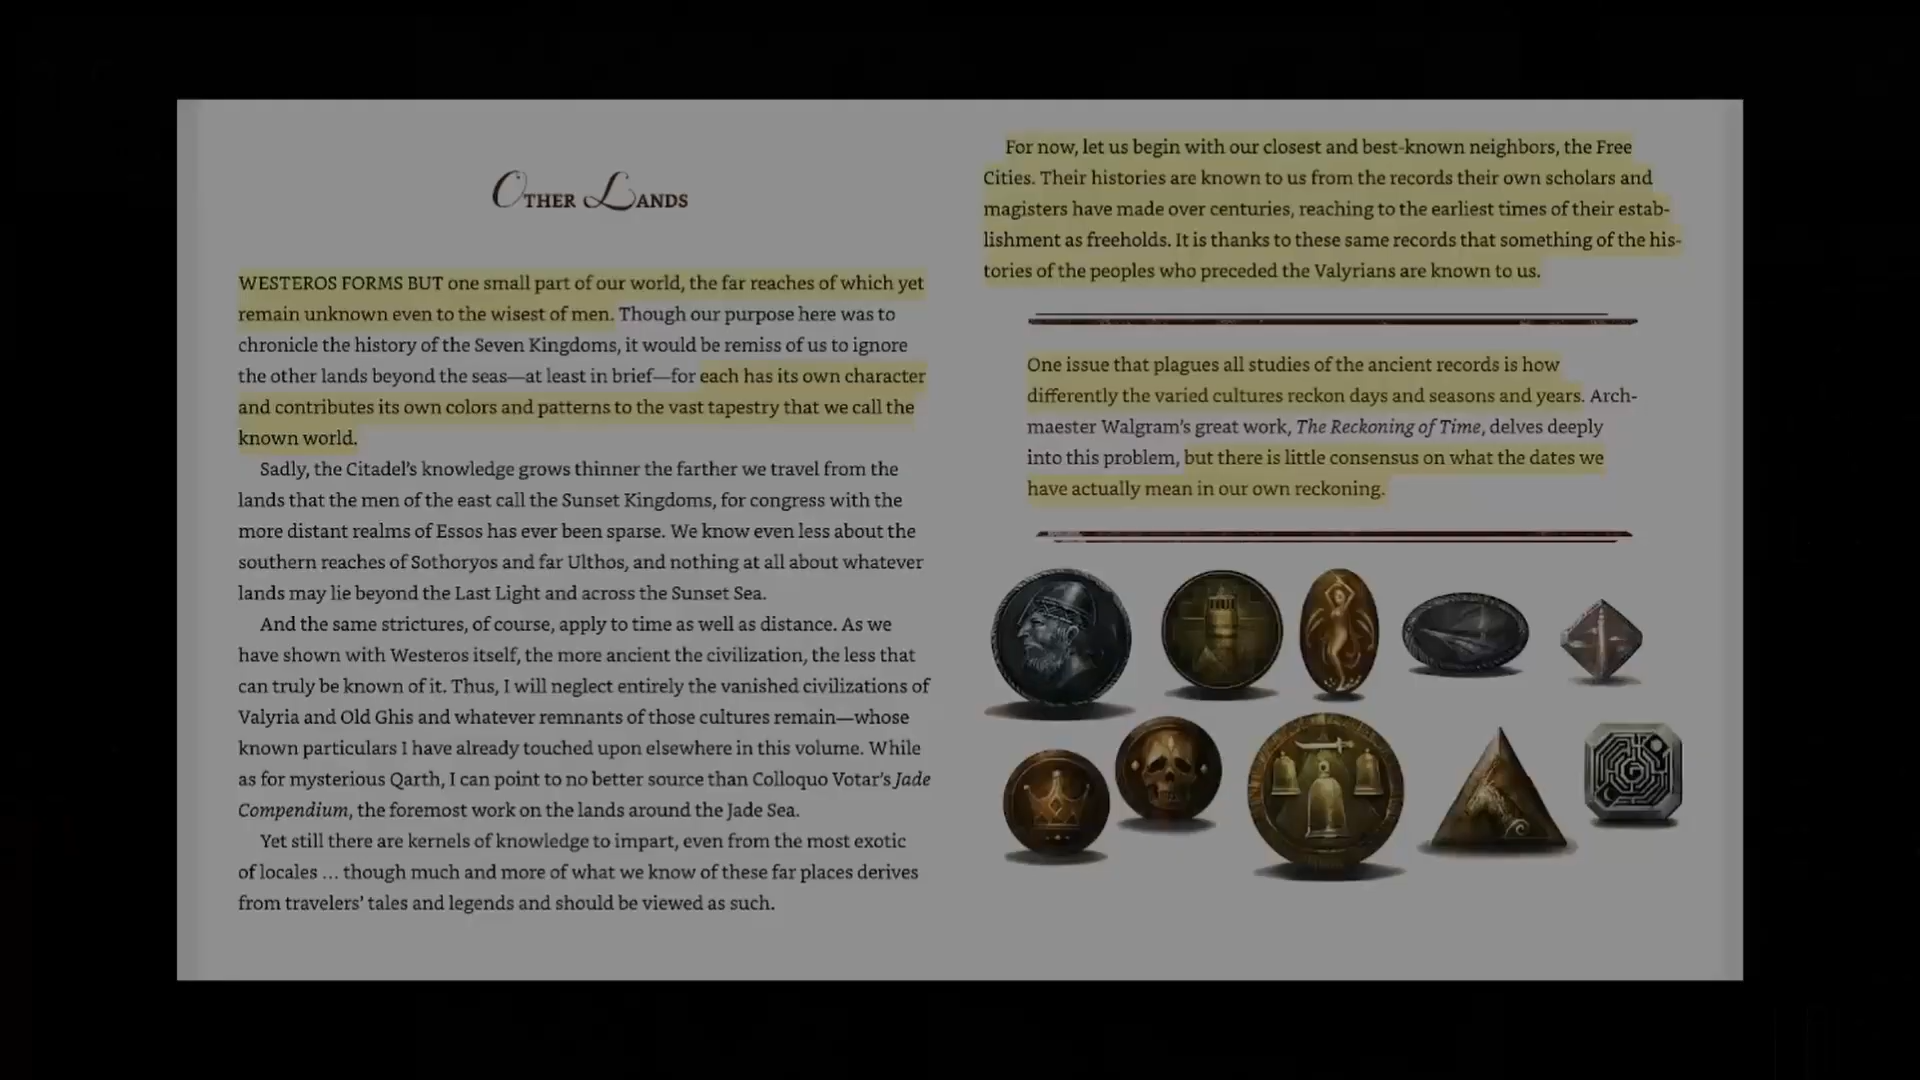 OTHER LANDS
WESTEROS FORMS BUT one small part of our world, the far reaches of which yet
remain unknown even to the wisest of men. Though our purpose here was to
chronicle the history of the Seven Kingdoms, it would be remiss of us to ignore
the other lands beyond the seas—at least in brief—for each has its own character
and contributes its own colors and patterns to the vast tapestry that we call the
known world.
Sadly, the Citadel's knowledge grows thinner the farther we travel from the
lands that the men of the east call the Sunset Kingdoms, for congress with the
more distant realms of Essos has ever been sparse. We know even less about the
southern reaches of Sothoryos and far Ulthos, and nothing at all about whatever
lands may lie beyond the Last Light and across the Sunset Sea.
And the same strictures, of course, apply to time as well as distance. As we
have shown with Westeros itself, the more ancient the civilization, the less that
can truly be known of it. Thus, I will neglect entirely the vanished civilizations of
Valyria and Old Ghis and whatever remnants of those cultures remain—whose
known particulars I have already touched upon elsewhere in this volume. While
as for mysterious Qarth, I can point to no better source than Colloquo Votar's Jade
Compendium, the foremost work on the lands around the Jade Sea.
Yet still there are kernels of knowledge to impart, even from the most exotic
of locales ... though much and more of what we know of these far places derives
from travelers' tales and legends and should be viewed as such.
For now, let us begin with our closest and best-known neighbors, the Free
Cities. Their histories are known to us from the records their own scholars and
magisters have made over centuries, reaching to the earliest times of their estab-
lishment as freeholds. It is thanks to these same records that something of the his-
tories of the peoples who preceded the Valyrians are known to us.
One issue that plagues all studies of the ancient records is how
differently the varied cultures reckon days and seasons and years. Arch-
maester Walgram's great work, The Reckoning of Time, delves deeply
into this problem, but there is little consensus on what the dates we
have actually mean in our own reckoning.